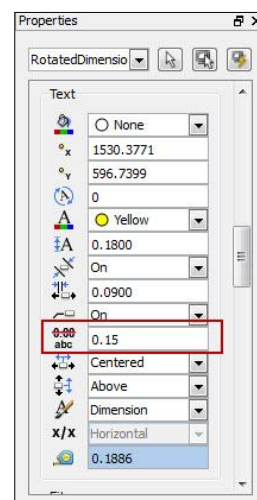 Properties
RotatedDimensio
Text
None
x 1530.3771
Y 596.7399
0
A Yellow
A 0.1800
On
0.0900
On
0.00 abc 0.15
Centered
Above
A Dimension
x/x Horizontal
0.1886